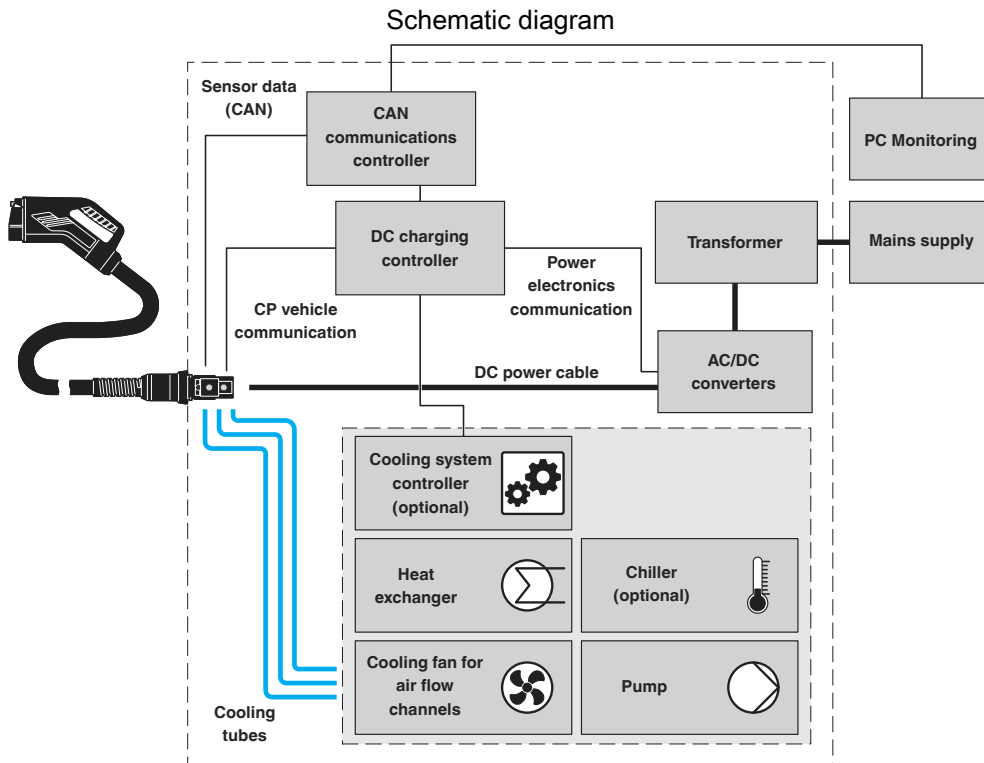 Schematic diagram
Sensor data
(CAN)
CAN
communications
controller
PC Monitoring
DC charging
controller
Transformer
Mains supply
CP vehicle
communication
Power
electronics
communication
AC/DC
converters
DC power cable
Cooling system
controller
(optional)
Heat
exchanger
Chiller
(optional)
Cooling fan for
air flow
channels
Pump
Cooling
tubes